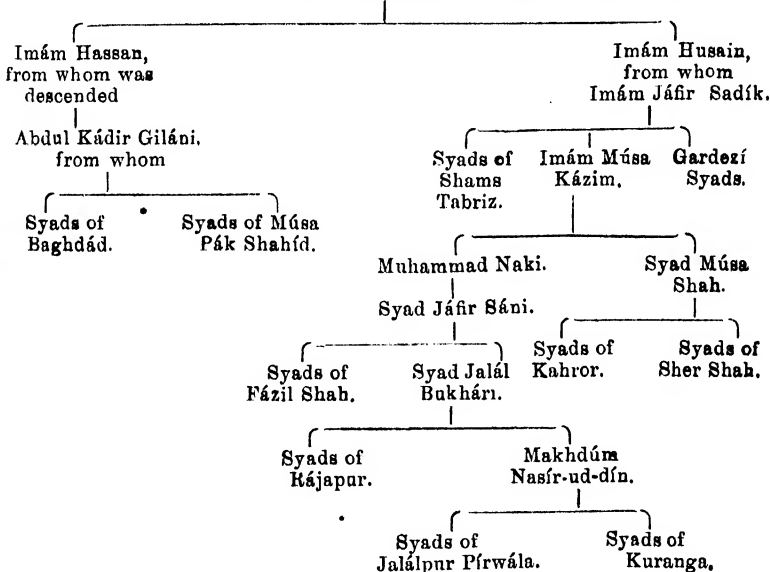 Imám Hassan,
from whom was
descended
Imám Husain,
from whom
Imám Jáfir Sadík.
Abdul Kádir Giláni,
from whom
Syads of
Shams
Tabriz.
Imám Músa
Kázim.
Gardezí
Syads.
Syads of
Baghdád.
Syads of Músa
Pák Shahíd.
Muhammad Naki.
Syad Músa
Shah.
Syad Jáfir Sáni.
Syads of
Fázil Shah.
Syad Jalál
Bukhárı.
Syads of
Kahror.
Syads of
Sher Shah.
Syads of
Rájapur.
Makhdúm
Nasír-ud-dín.
Syads of
Jalálpur Pírwála.
Syads of
Kuranga.